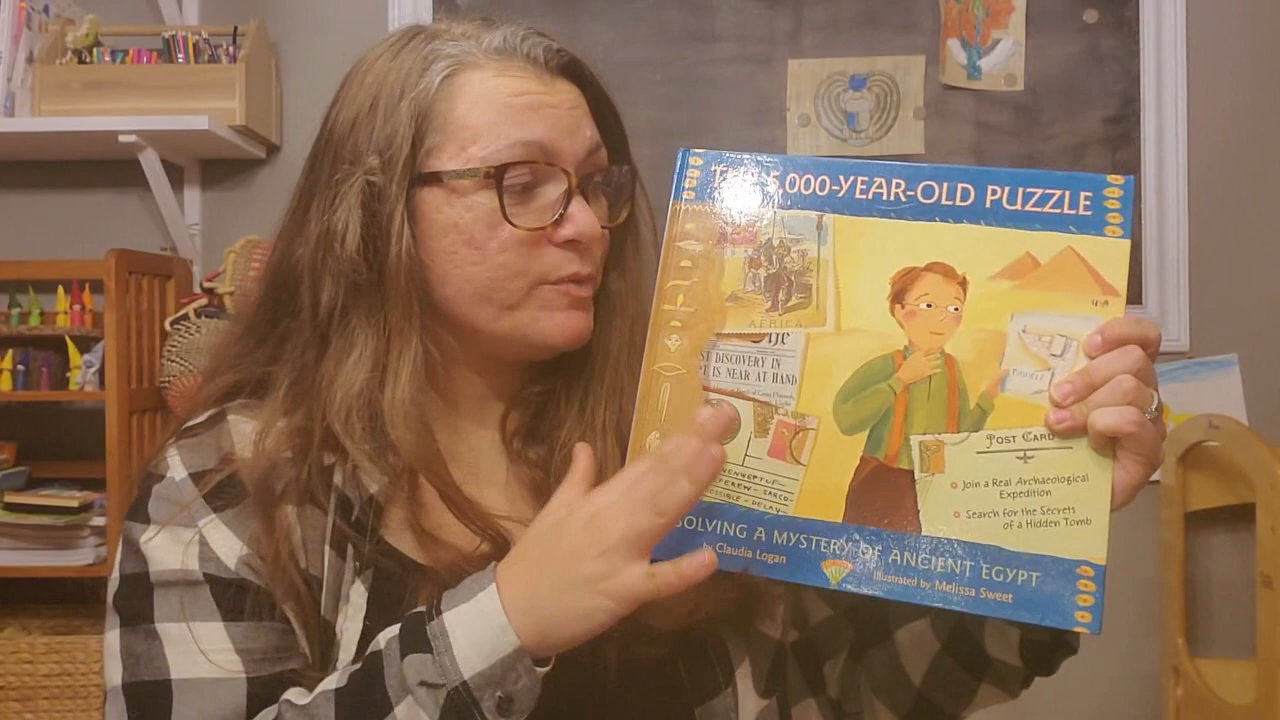 5,000-YEAR-OLD PUZZLE
AFRICA
DISCOVERY IN
IS NEAR AT HAND
POST CARD
Join a Real Archaeological
Expedition
Search for the Secrets
of a Hidden Tomb
SOLVING A MYSTERY OF ANCIENT EGYPT
by Claudia Logan
Illustrated by Melissa Sweet